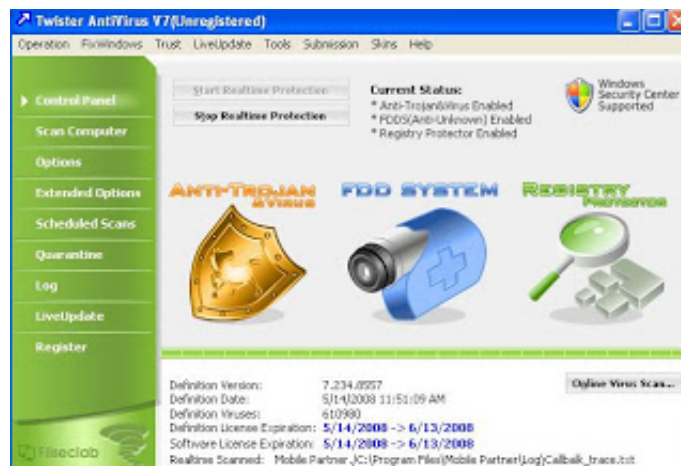 Twister AntiVirus V7(Unregistered)
Operation FixWindows Trust LiveUpdate Tools Submission Skins Help
Control Panel
Scan Computer
Options
Extended Options
Scheduled Scans
Quarantine
Log
LiveUpdate
Register
Filseclab
Start Realtime Protection
Stop Realtime Protection
Current Status:
* Anti-Trojan&Virus Enabled
* FDDS(Anti-Unknown) Enabled
* Registry Protector Enabled
Windows
Security Center
Supported
ANTI-TROJAN
&VIRUS
FDD SYSTEM
REGISTRY
PROTECTOR
Definition Version: 7.234.8557
Definition Date: 5/14/2008 11:51:09 AM
Definition Viruses: 610980
Definition License Expiration: 5/14/2008 -> 6/13/2008
Software License Expiration: 5/14/2008 -> 6/13/2008
Realtime Scanned: Mobile Partner ,|C:\Program Files\Mobile Partner\Log\Callbalk_trace.txt
Online Virus Scan...